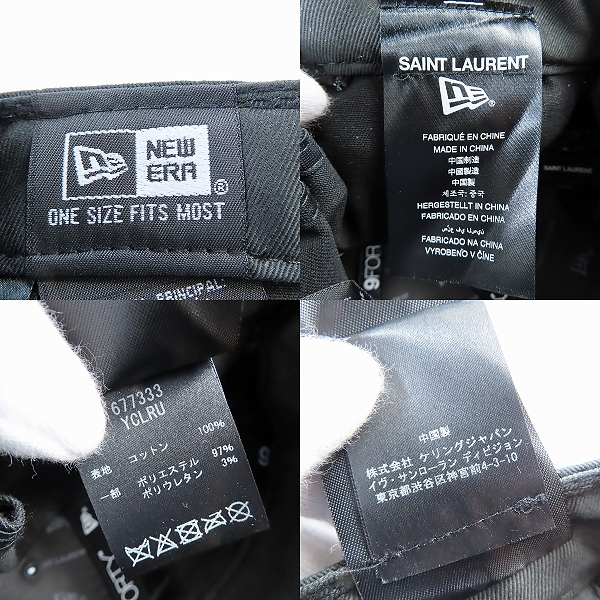 NEW
ERA®
ONE SIZE FITS MOST
PRINCIPAL:
SAINT LAURENT
FABRIQUÉ EN CHINE
MADE IN CHINA
中国制造
中國製造
中国製
제조국: 중국
HERGESTELLT IN CHINA
FABRICADO EN CHINA
FABRICADO NA CHINA
VYROBENO V ČÍNĚ
SAINT LAURENT
9FOR
677333
YCLRU
表地 コットン 100%
一部 ポリエステル 97%
ポリウレタン 3%
中国製
株式会社 ケリングジャパン
イヴ・サンローラン ディビジョン
東京都渋谷区神宮前4-3-10